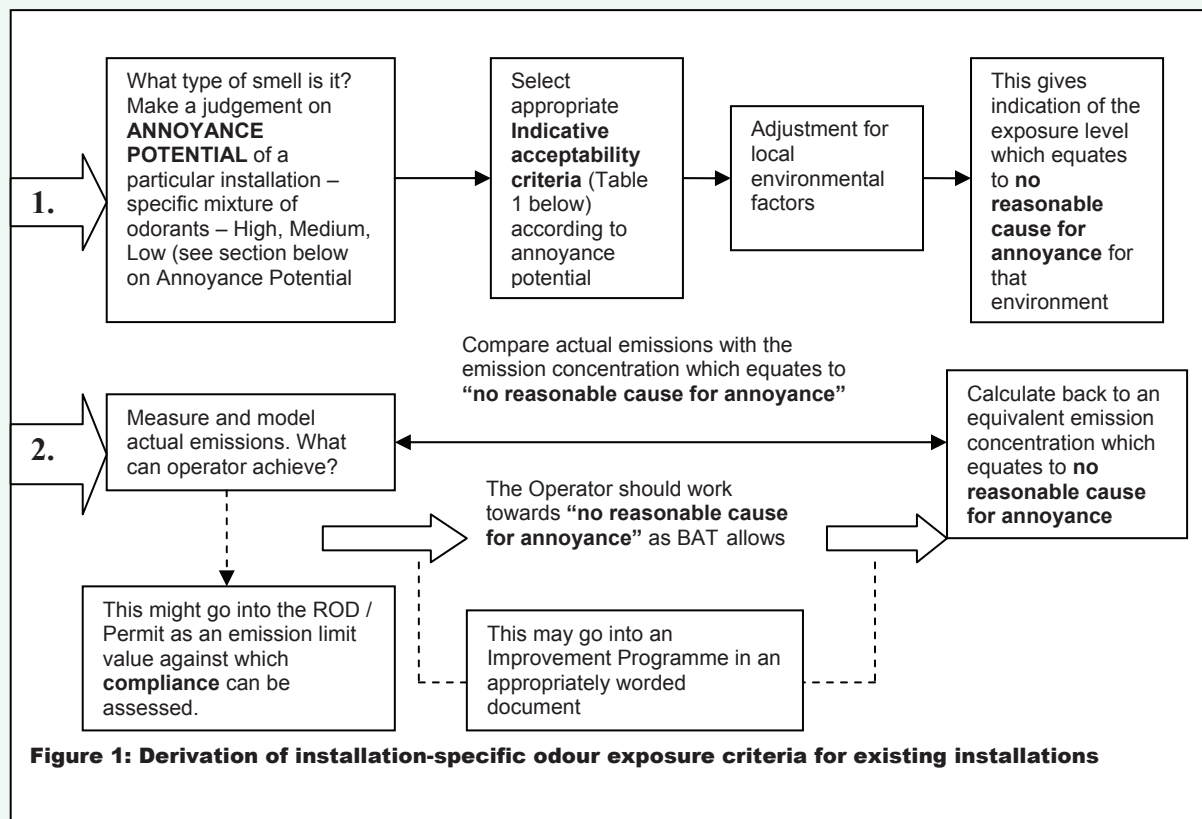 1.
What type of smell is it?
Make a judgement on
ANNOYANCE
POTENTIAL of a
particular installation –
specific mixture of
odorants – High, Medium,
Low (see section below
on Annoyance Potential
Select
appropriate
Indicative
acceptability
criteria (Table
1 below)
according to
annoyance
potential
Adjustment for
local
environmental
factors
This gives
indication of the
exposure level
which equates
to no
reasonable
cause for
annoyance for
that
environment
Compare actual emissions with the
emission concentration which equates to
“no reasonable cause for annoyance”
2.
Measure and model
actual emissions. What
can operator achieve?
Calculate back to an
equivalent emission
concentration which
equates to no
reasonable cause
for annoyance
The Operator should work
towards “no reasonable cause
for annoyance” as BAT allows
This might go into the ROD /
Permit as an emission limit
value against which
compliance can be
assessed.
This may go into an
Improvement Programme in an
appropriately worded
document
Figure 1: Derivation of installation-specific odour exposure criteria for existing installations